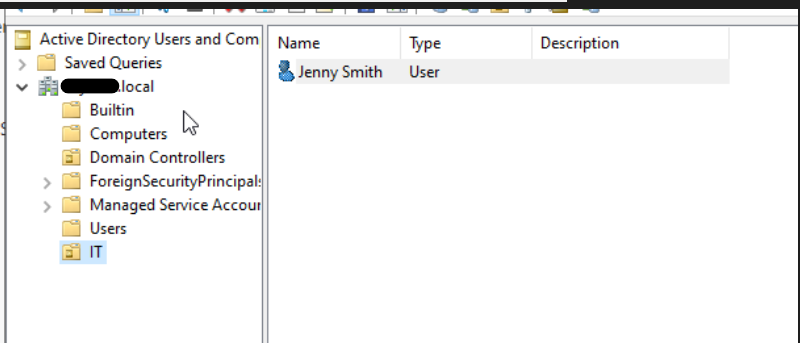 Active Directory Users and Com
Name Type Description
Saved Queries
Jenny Smith User
.local
Builtin
Computers
Domain Controllers
ForeignSecurityPrincipals
Managed Service Accour
Users
IT